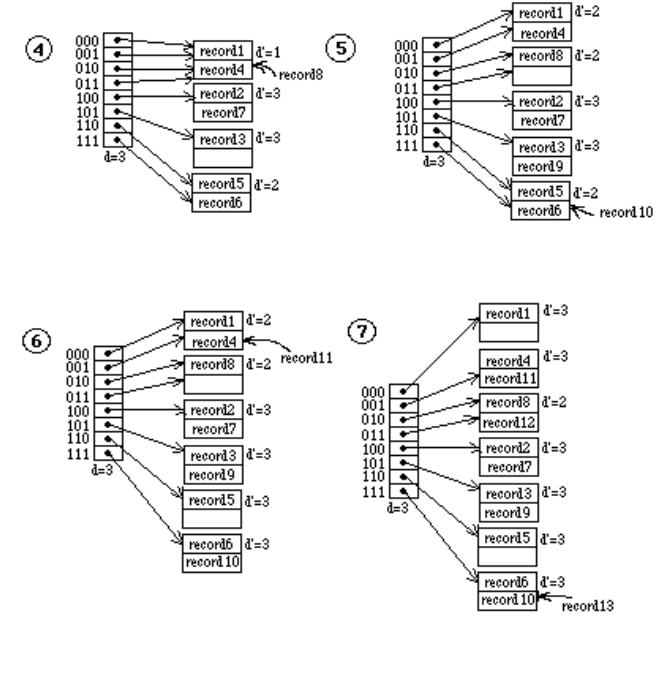 4
000
001
010
011
100
101
110
111
d=3
record1 d'=1
record4
record8
record2 d'=3
record7
record3 d'=3
record5 d'=2
record6
5
000
001
010
011
100
101
110
111
d=3
record1 d'=2
record4
record8 d'=2
record2 d'=3
record7
record3 d'=3
record9
record5 d'=2
record6
record10
6
000
001
010
011
100
101
110
111
d=3
record1 d'=2
record4
record11
record8 d'=2
record2 d'=3
record7
record3 d'=3
record9
record5 d'=3
record6 d'=3
record10
7
000
001
010
011
100
101
110
111
d=3
record1 d'=3
record4 d'=3
record11
record8 d'=2
record12
record2 d'=3
record7
record3 d'=3
record9
record5 d'=3
record6 d'=3
record10
record13